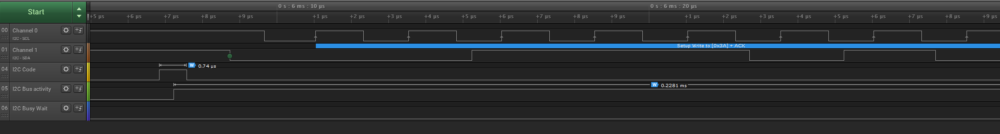 Start
0 s : 6 ms : 10 µs
0 s : 6 ms : 20 µs
+5 µs +6 µs +7 µs +8 µs +9 µs +1 µs +2 µs +3 µs +4 µs +5 µs +6 µs +7 µs +8 µs +9 µs +1 µs +2 µs +3 µs +4 µs +5 µs +6 µs +7 µs +8 µs +9 µs
00 Channel 0
I2C - SCL
01 Channel 1
I2C - SDA
Setup Write to [0x3A] + ACK
04 I2C Code
W 0.74 µs
05 I2C Bus activity
W 0.2281 ms
06 I2C Busy Wait